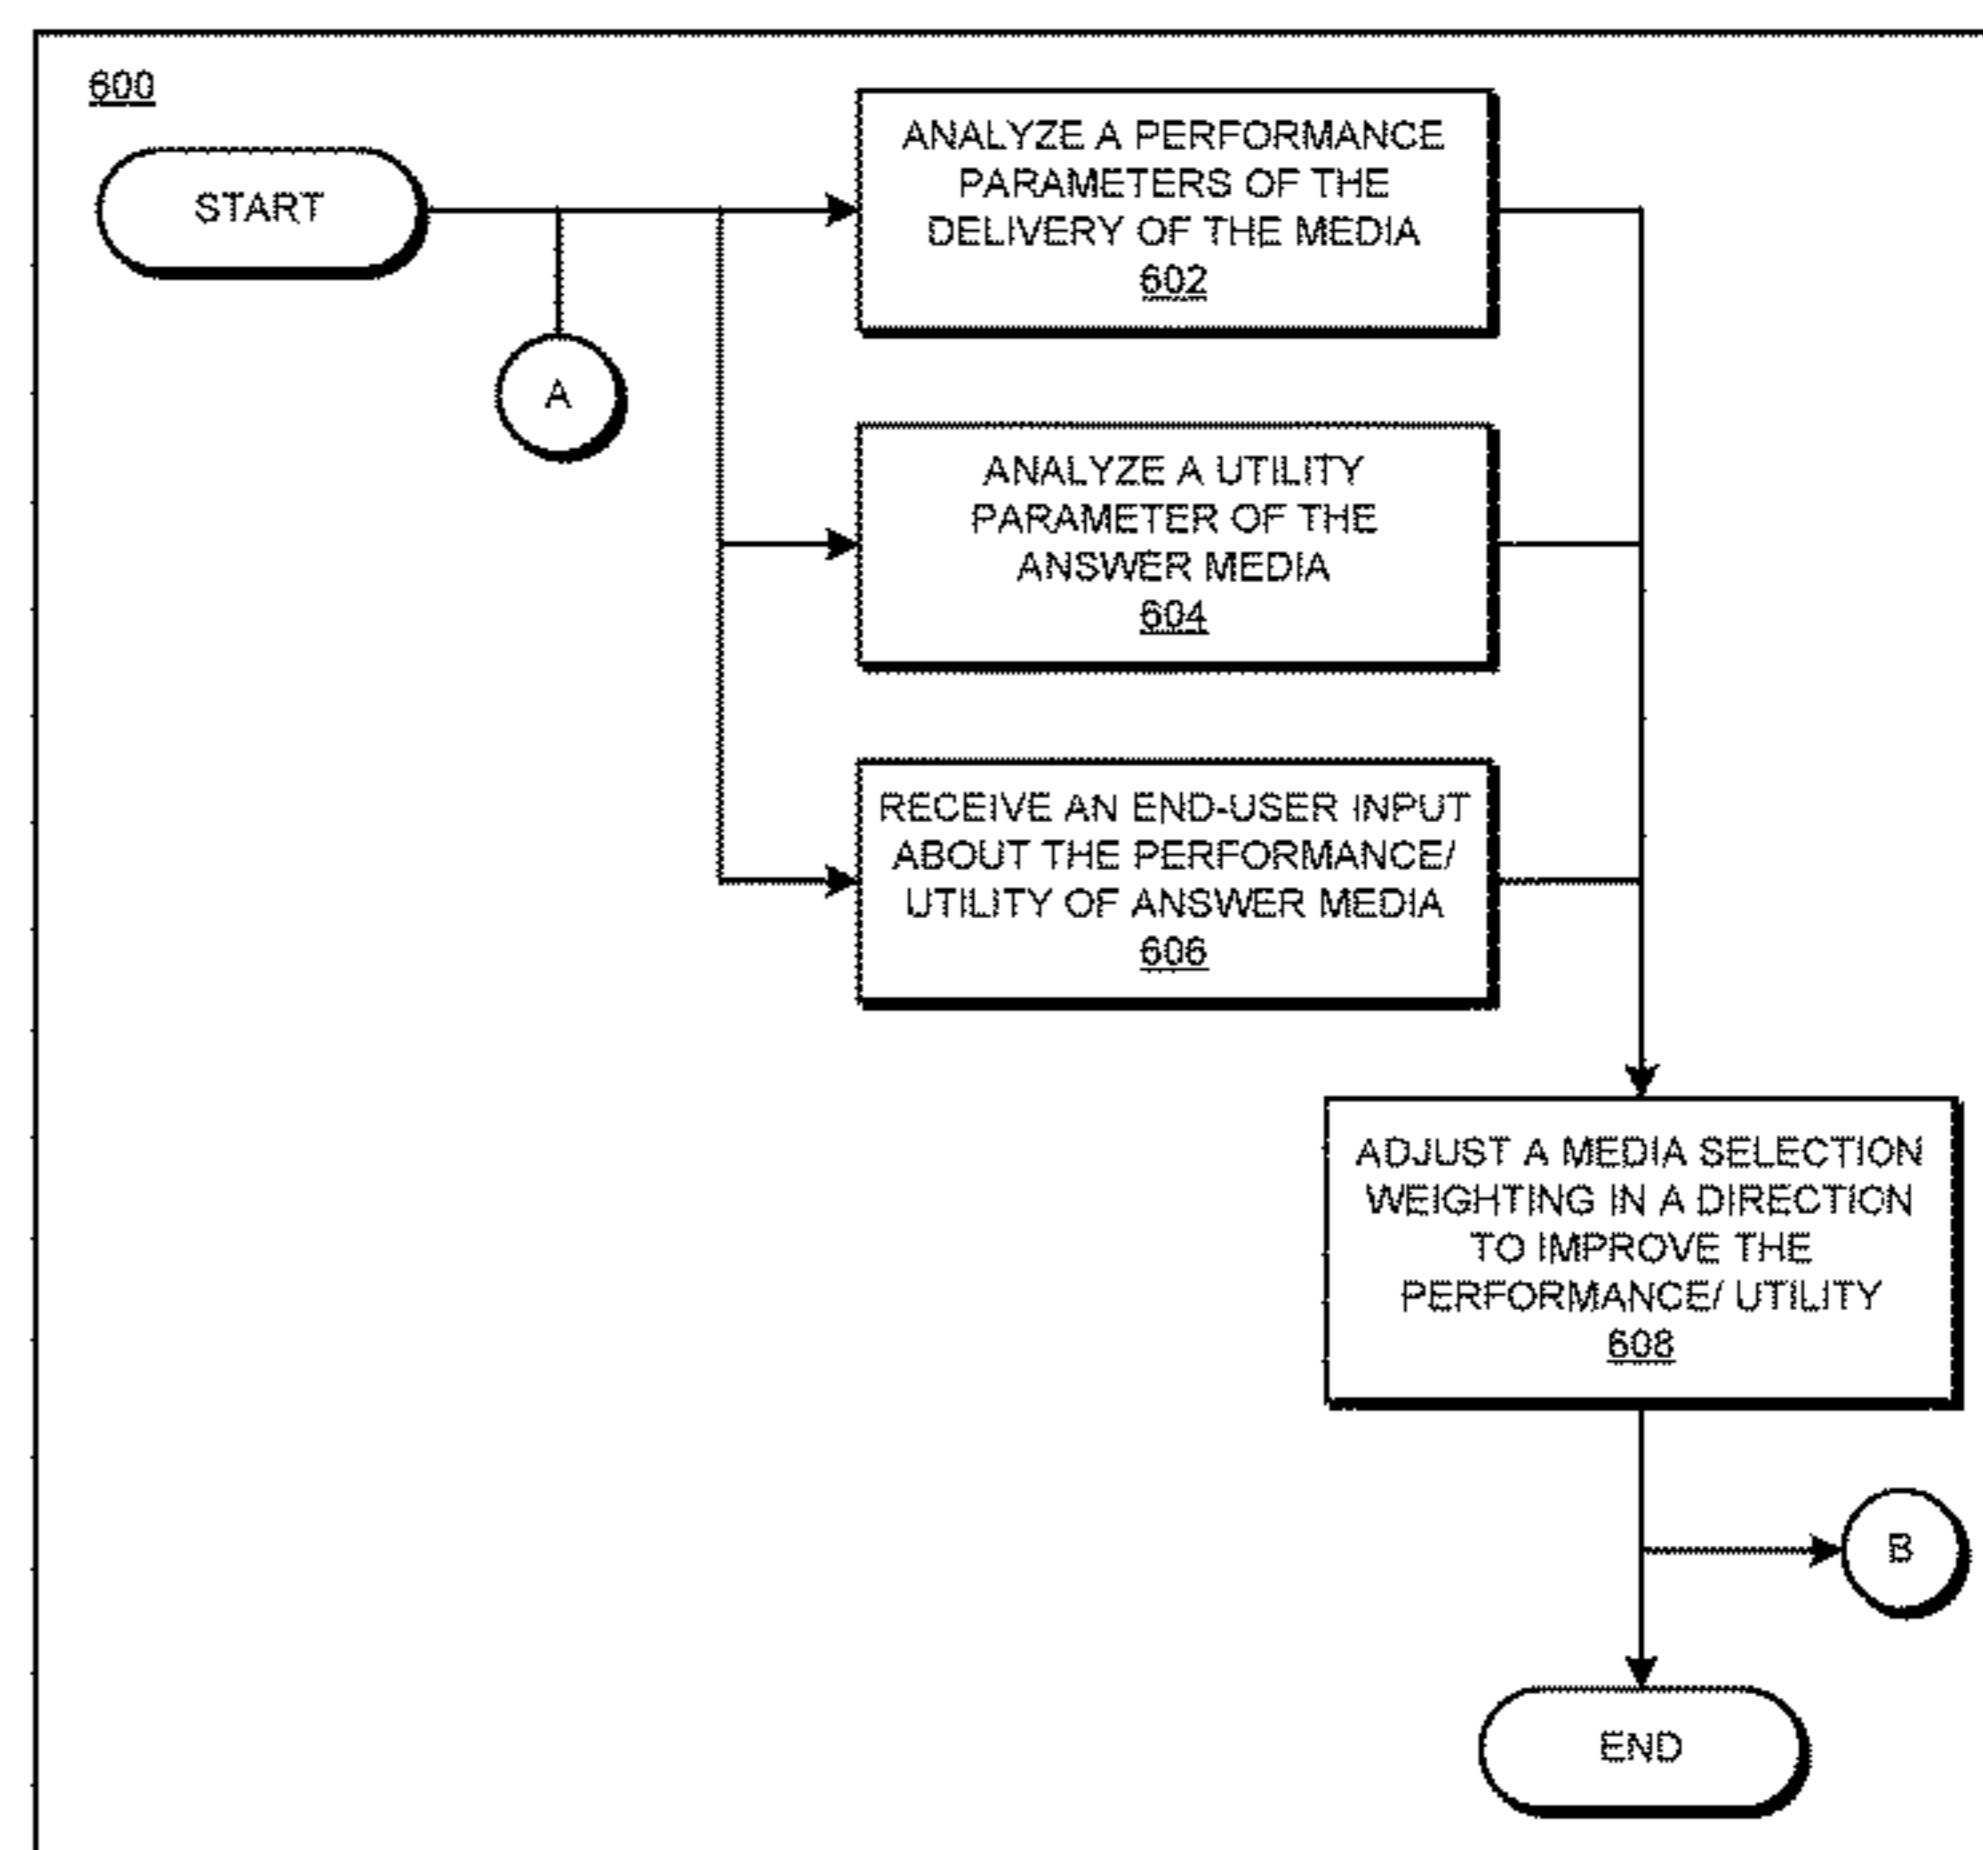 600
START
A
ANALYZE A PERFORMANCE
PARAMETERS OF THE
DELIVERY OF THE MEDIA
602
ANALYZE A UTILITY
PARAMETER OF THE
ANSWER MEDIA
604
RECEIVE AN END-USER INPUT
ABOUT THE PERFORMANCE/
UTILITY OF ANSWER MEDIA
606
ADJUST A MEDIA SELECTION
WEIGHTING IN A DIRECTION
TO IMPROVE THE
PERFORMANCE/ UTILITY
608
B
END